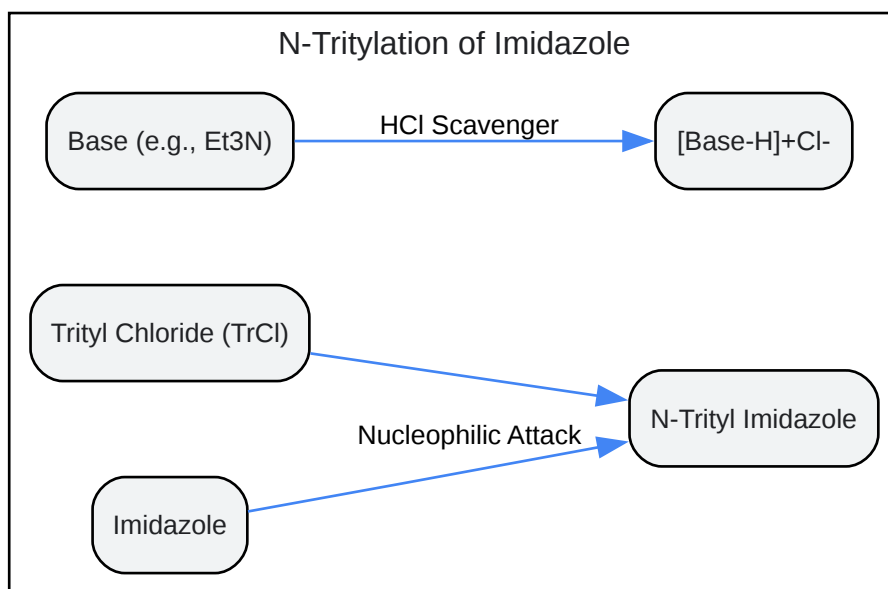 N-Tritylation of Imidazole
Base (e.g., Et3N)
HCl Scavenger
[Base-H]+Cl-
Trityl Chloride (TrCl)
N-Trityl Imidazole
Nucleophilic Attack
Imidazole